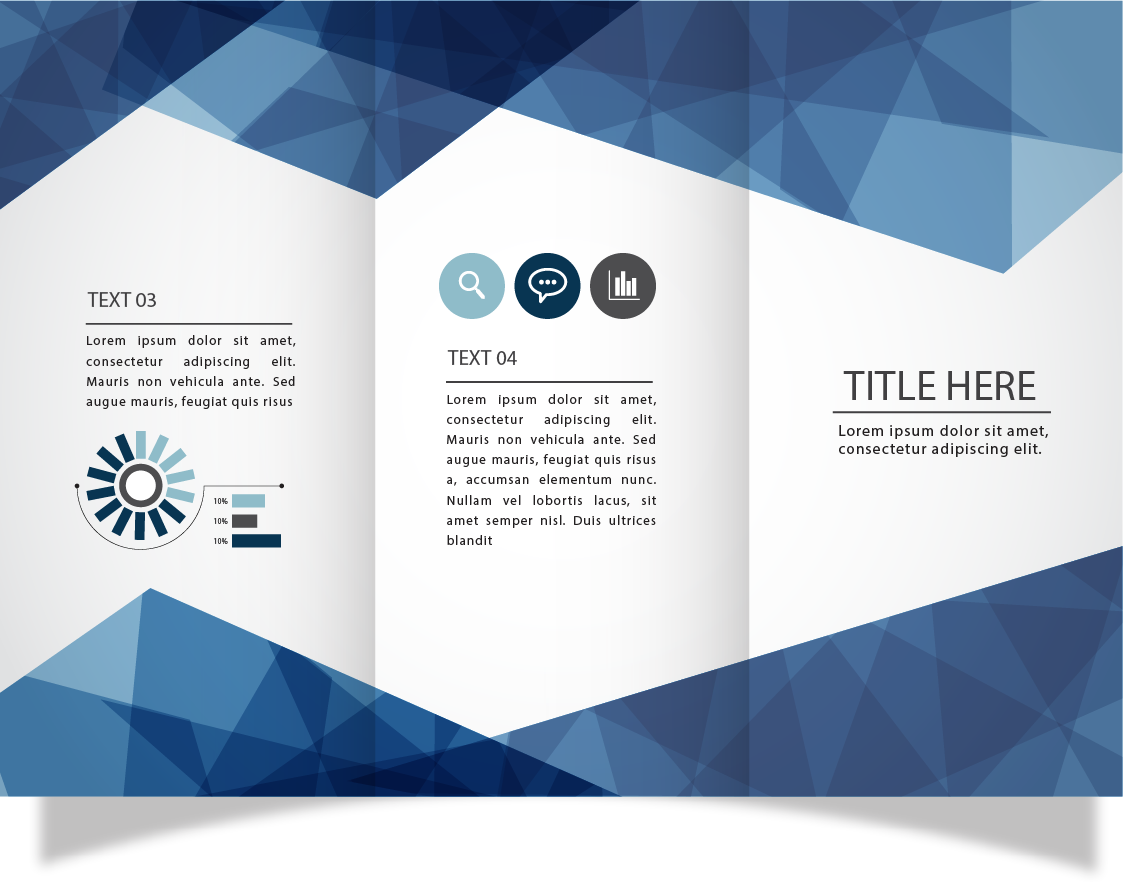 TEXT 03
Lorem ipsum dolor sit amet,
consectetur adipiscing elit.
Mauris non vehicula ante. Sed
augue mauris, feugiat quis risus
10%
10%
10%
TEXT 04
Lorem ipsum dolor sit amet,
consectetur adipiscing elit.
Mauris non vehicula ante. Sed
augue mauris, feugiat quis risus
a, accumsan elementum nunc.
Nullam vel lobortis lacus, sit
amet semper nisl. Duis ultrices
blandit
TITLE HERE
Lorem ipsum dolor sit amet,
consectetur adipiscing elit.